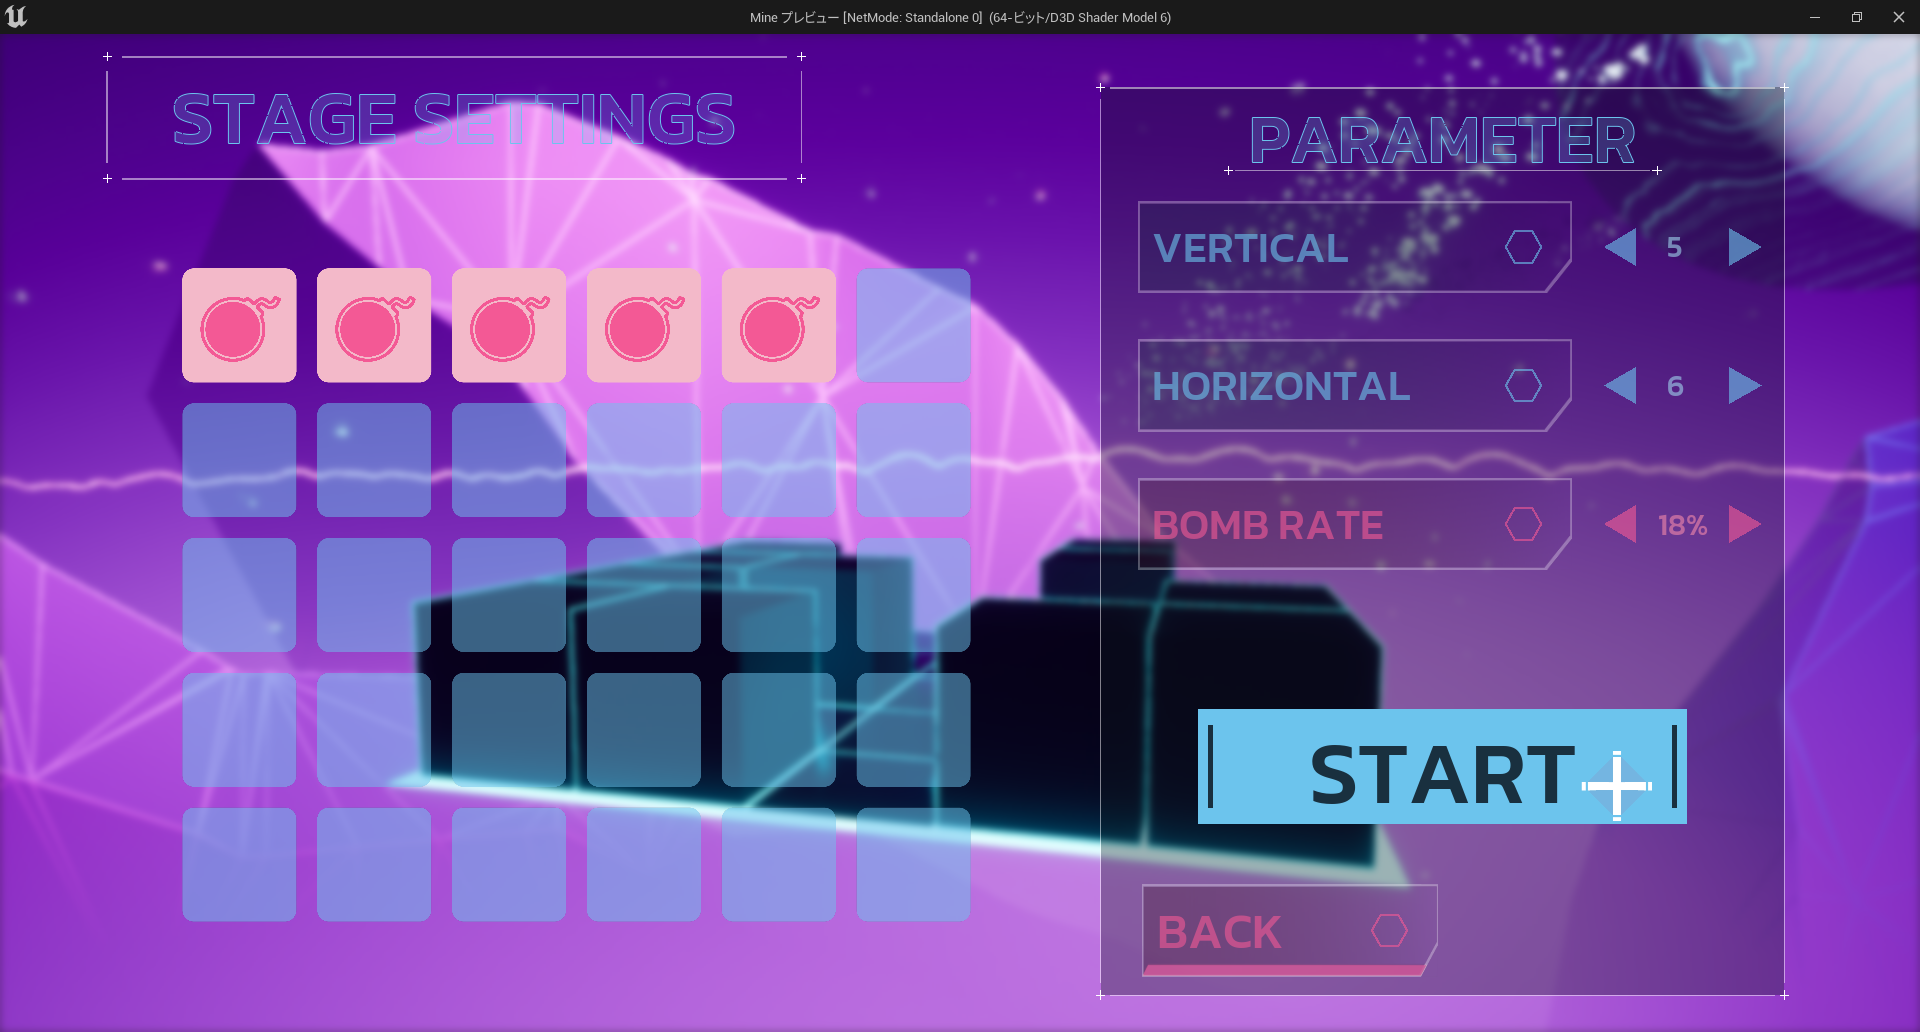 Mine プレビュー [NetMode: Standalone 0]  (64-ビット/D3D Shader Model 6)
STAGE SETTINGS
PARAMETER
VERTICAL 5
HORIZONTAL 6
BOMB RATE 18%
START
BACK